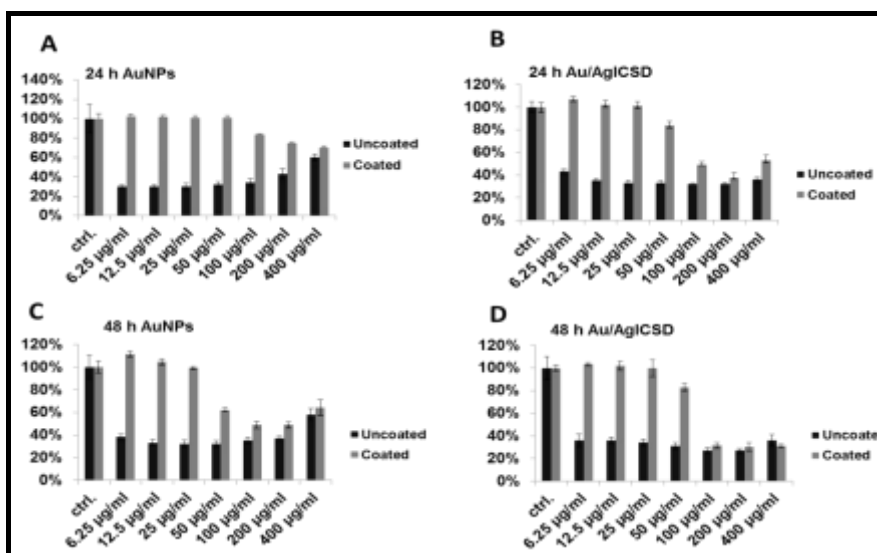 A
24 h AuNPs
140%
120%
100%
80%
60%
40%
20%
0%
ctrl.
6.25 µg/ml
12.5 µg/ml
25 µg/ml
50 µg/ml
100 µg/ml
200 µg/ml
400 µg/ml
Uncoated
Coated
B
24 h Au/AgICSD
120%
100%
80%
60%
40%
20%
0%
ctrl.
6.25 µg/ml
12.5 µg/ml
25 µg/ml
50 µg/ml
100 µg/ml
200 µg/ml
400 µg/ml
Uncoated
Coated
C
48 h AuNPs
120%
100%
80%
60%
40%
20%
0%
ctrl.
6.25 µg/ml
12.5 µg/ml
25 µg/ml
50 µg/ml
100 µg/ml
200 µg/ml
400 µg/ml
Uncoated
Coated
D
48 h Au/AgICSD
120%
100%
80%
60%
40%
20%
0%
ctrl.
6.25 µg/ml
12.5 µg/ml
25 µg/ml
50 µg/ml
100 µg/ml
200 µg/ml
400 µg/ml
Uncoate
Coated